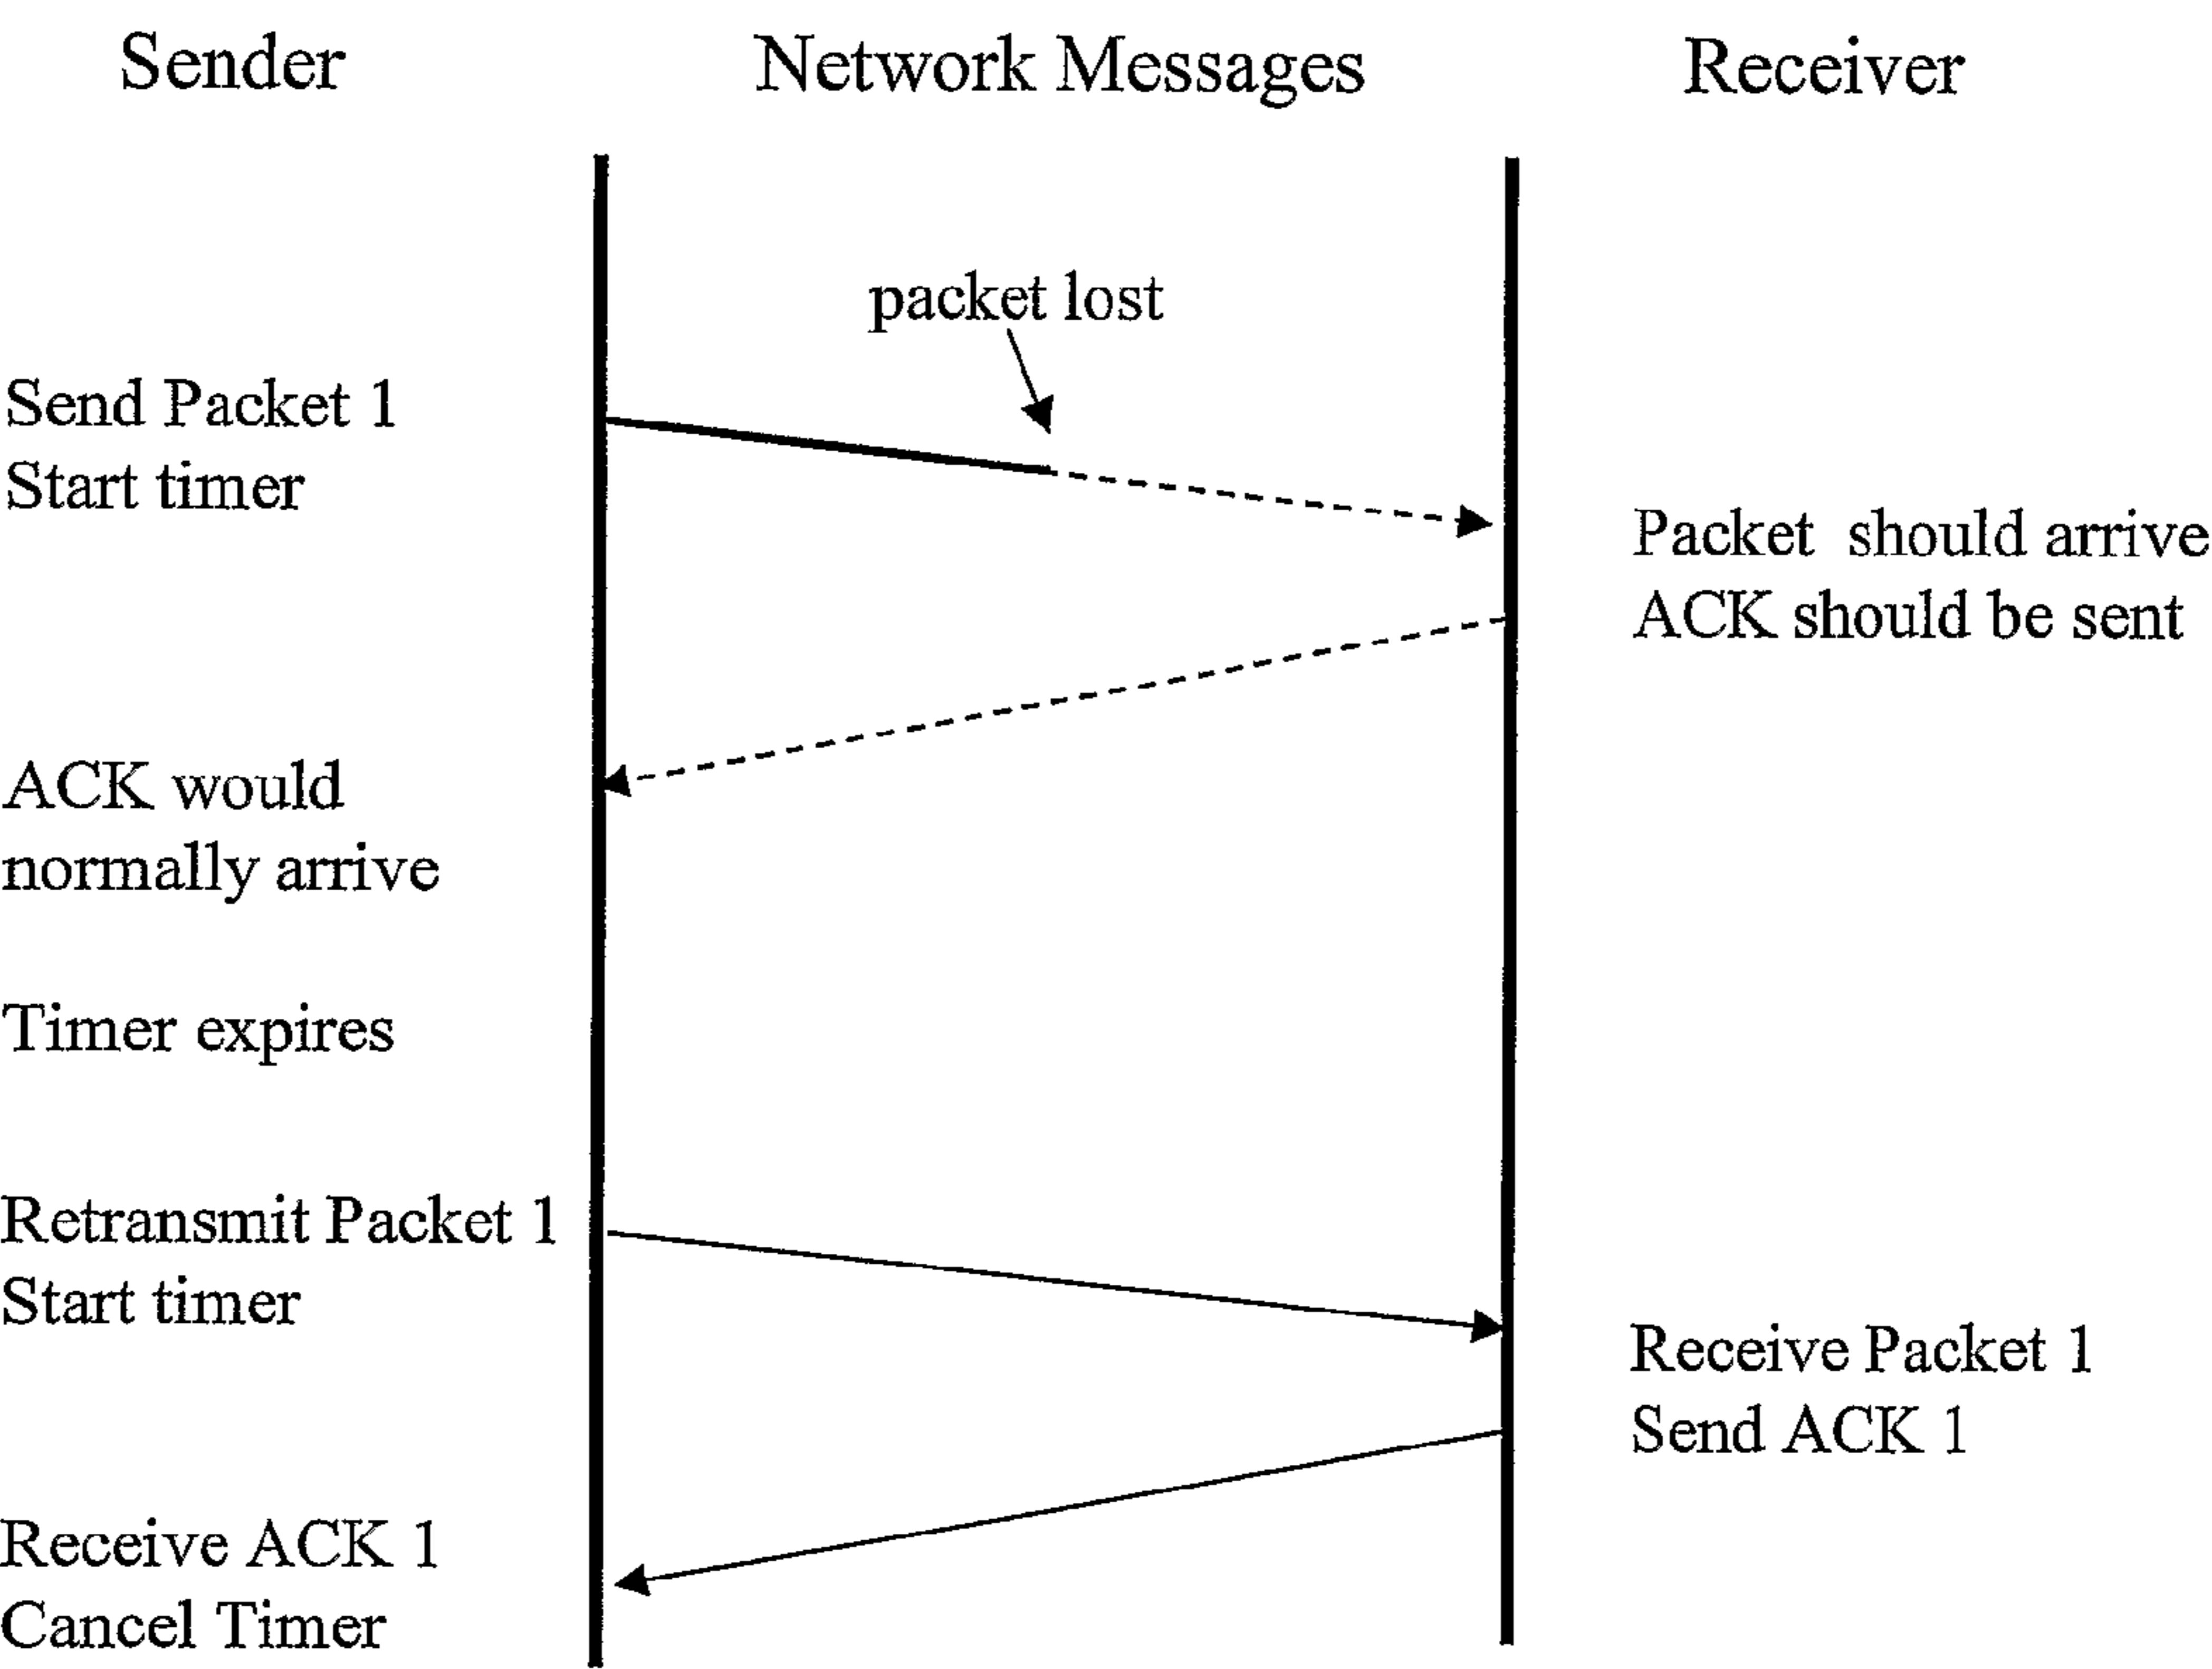 Sender
Network Messages
Receiver
packet lost
Send Packet 1
Start timer
Packet should arrive
ACK should be sent
ACK would
normally arrive
Timer expires
Retransmit Packet 1
Start timer
Receive Packet 1
Send ACK 1
Receive ACK 1
Cancel Timer